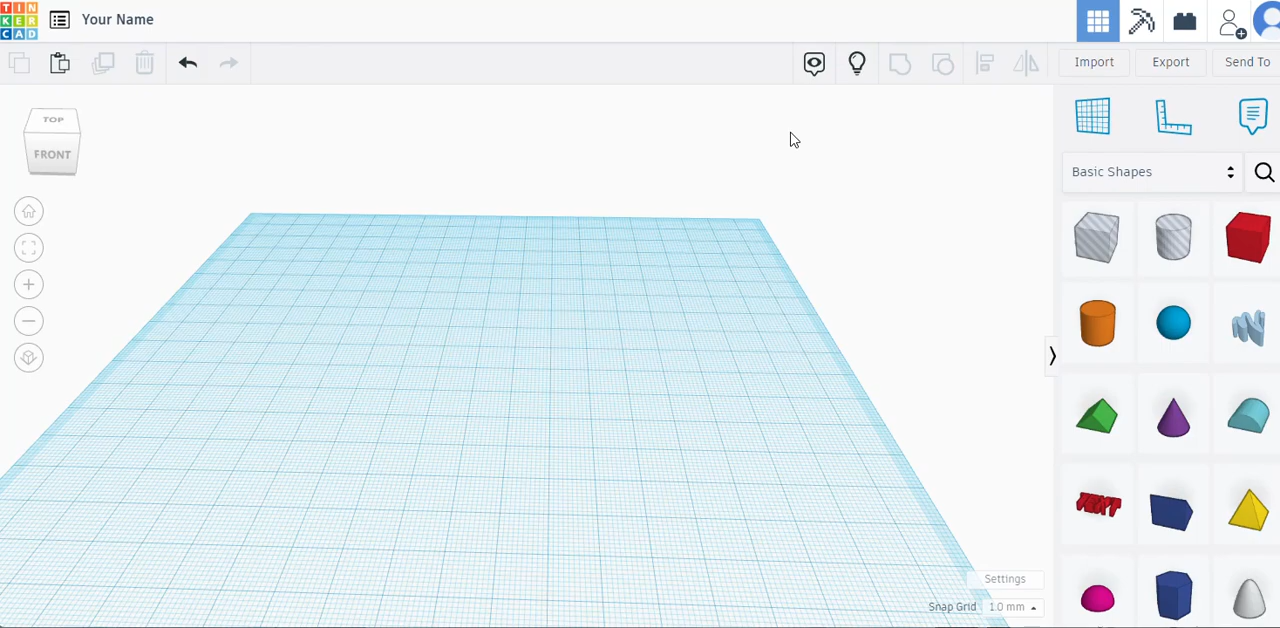 TIN
KER
CAD
Your Name
Import
Export
Send To
TOP
FRONT
Basic Shapes
TEXT
Settings
Snap Grid
1.0 mm